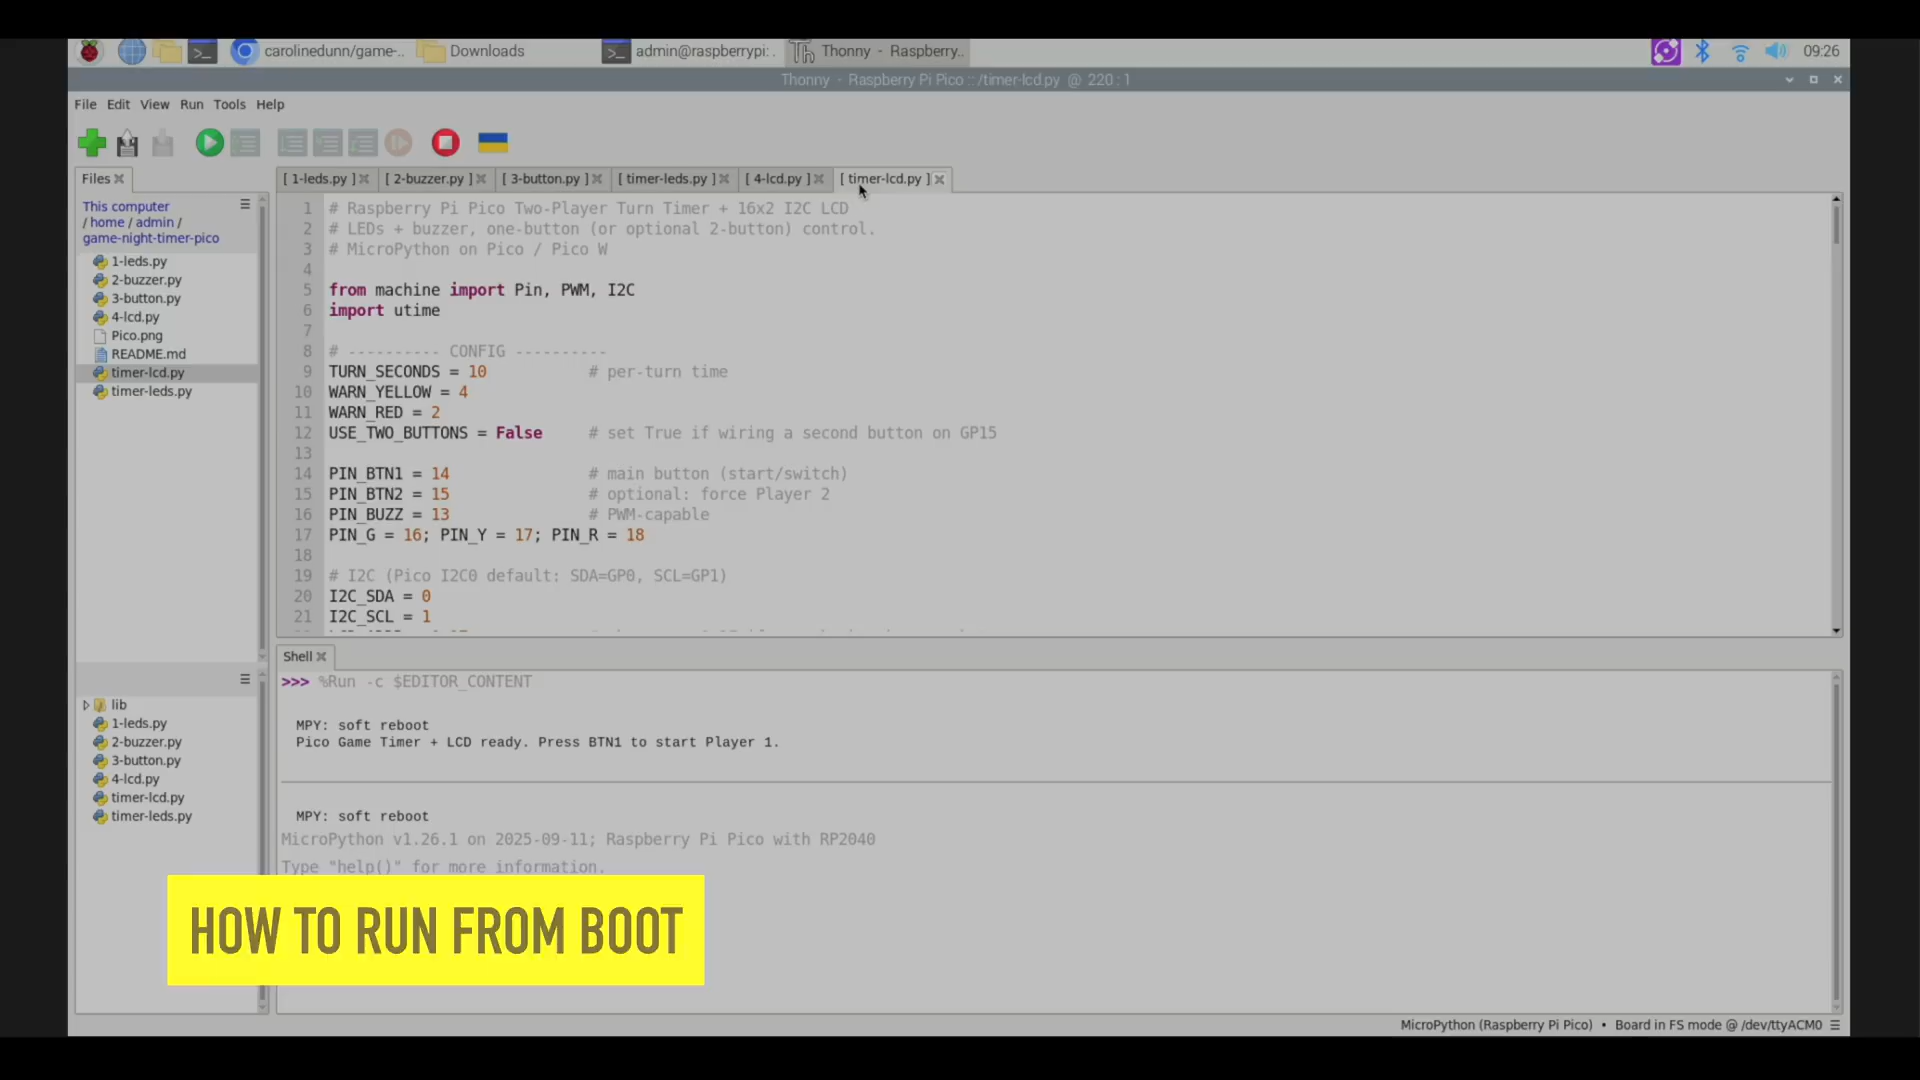 carolinedunn/game-..
Downloads
admin@raspberrypi:.
Thonny - Raspberry..
09:26
Thonny - Raspberry Pi Pico :: /timer-lcd.py @ 220 : 1
File Edit View Run Tools Help
Files
This computer
/ home / admin /
game-night-timer-pico
1-leds.py
2-buzzer.py
3-button.py
4-lcd.py
Pico.png
README.md
timer-lcd.py
timer-leds.py
lib
1-leds.py
2-buzzer.py
3-button.py
4-lcd.py
timer-lcd.py
timer-leds.py
[ 1-leds.py ] [ 2-buzzer.py ] [ 3-button.py ] [ timer-leds.py ] [ 4-lcd.py ] [ timer-lcd.py ]
1 # Raspberry Pi Pico Two-Player Turn Timer + 16x2 I2C LCD
2 # LEDs + buzzer, one-button (or optional 2-button) control.
3 # MicroPython on Pico / Pico W
4
5 from machine import Pin, PWM, I2C
6 import utime
7
8 # ---------- CONFIG ----------
9 TURN_SECONDS = 10 # per-turn time
10 WARN_YELLOW = 4
11 WARN_RED = 2
12 USE_TWO_BUTTONS = False # set True if wiring a second button on GP15
13
14 PIN_BTN1 = 14 # main button (start/switch)
15 PIN_BTN2 = 15 # optional: force Player 2
16 PIN_BUZZ = 13 # PWM-capable
17 PIN_G = 16; PIN_Y = 17; PIN_R = 18
18
19 # I2C (Pico I2C0 default: SDA=GP0, SCL=GP1)
20 I2C_SDA = 0
21 I2C_SCL = 1
Shell
>>> %Run -c $EDITOR_CONTENT
MPY: soft reboot
Pico Game Timer + LCD ready. Press BTN1 to start Player 1.
MPY: soft reboot
MicroPython v1.26.1 on 2025-09-11; Raspberry Pi Pico with RP2040
Type "help()" for more information.
HOW TO RUN FROM BOOT
MicroPython (Raspberry Pi Pico) • Board in FS mode @ /dev/ttyACM0